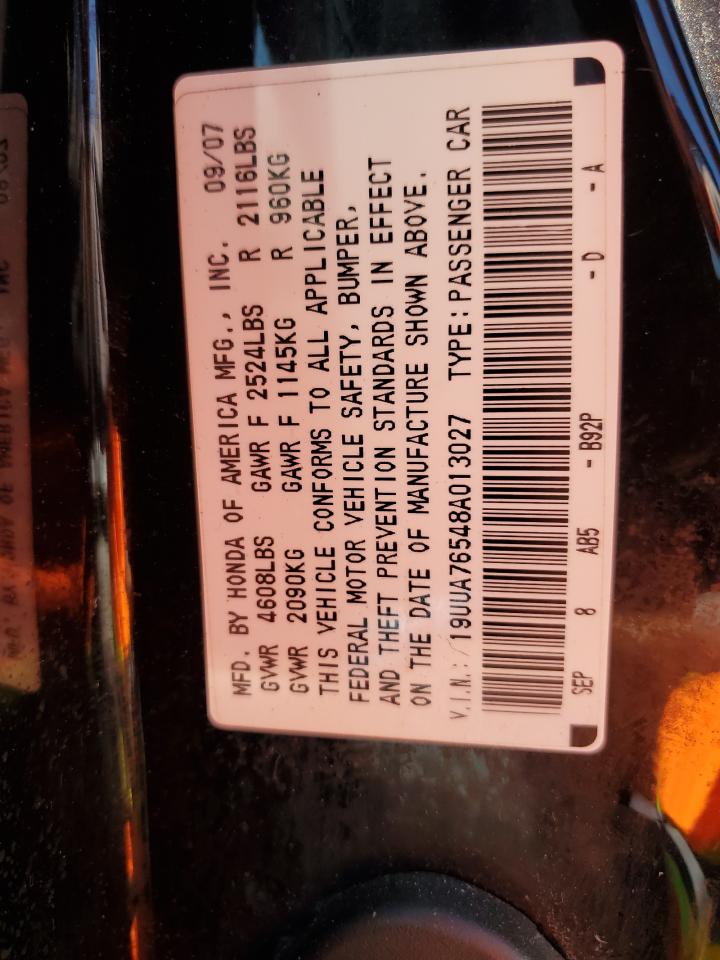 MFD. BY HONDA OF AMERICA MFG., INC. 09/07
GVWR 4608LBS GAWR F 2524LBS R 2116LBS
GVWR 2090KG GAWR F 1145KG R 960KG
THIS VEHICLE CONFORMS TO ALL APPLICABLE
FEDERAL MOTOR VEHICLE SAFETY, BUMPER,
AND THEFT PREVENTION STANDARDS IN EFFECT
ON THE DATE OF MANUFACTURE SHOWN ABOVE.
V.I.N.: 19UUA76548A013027 TYPE: PASSENGER CAR
SEP 8 AB5 - B92P - D - A